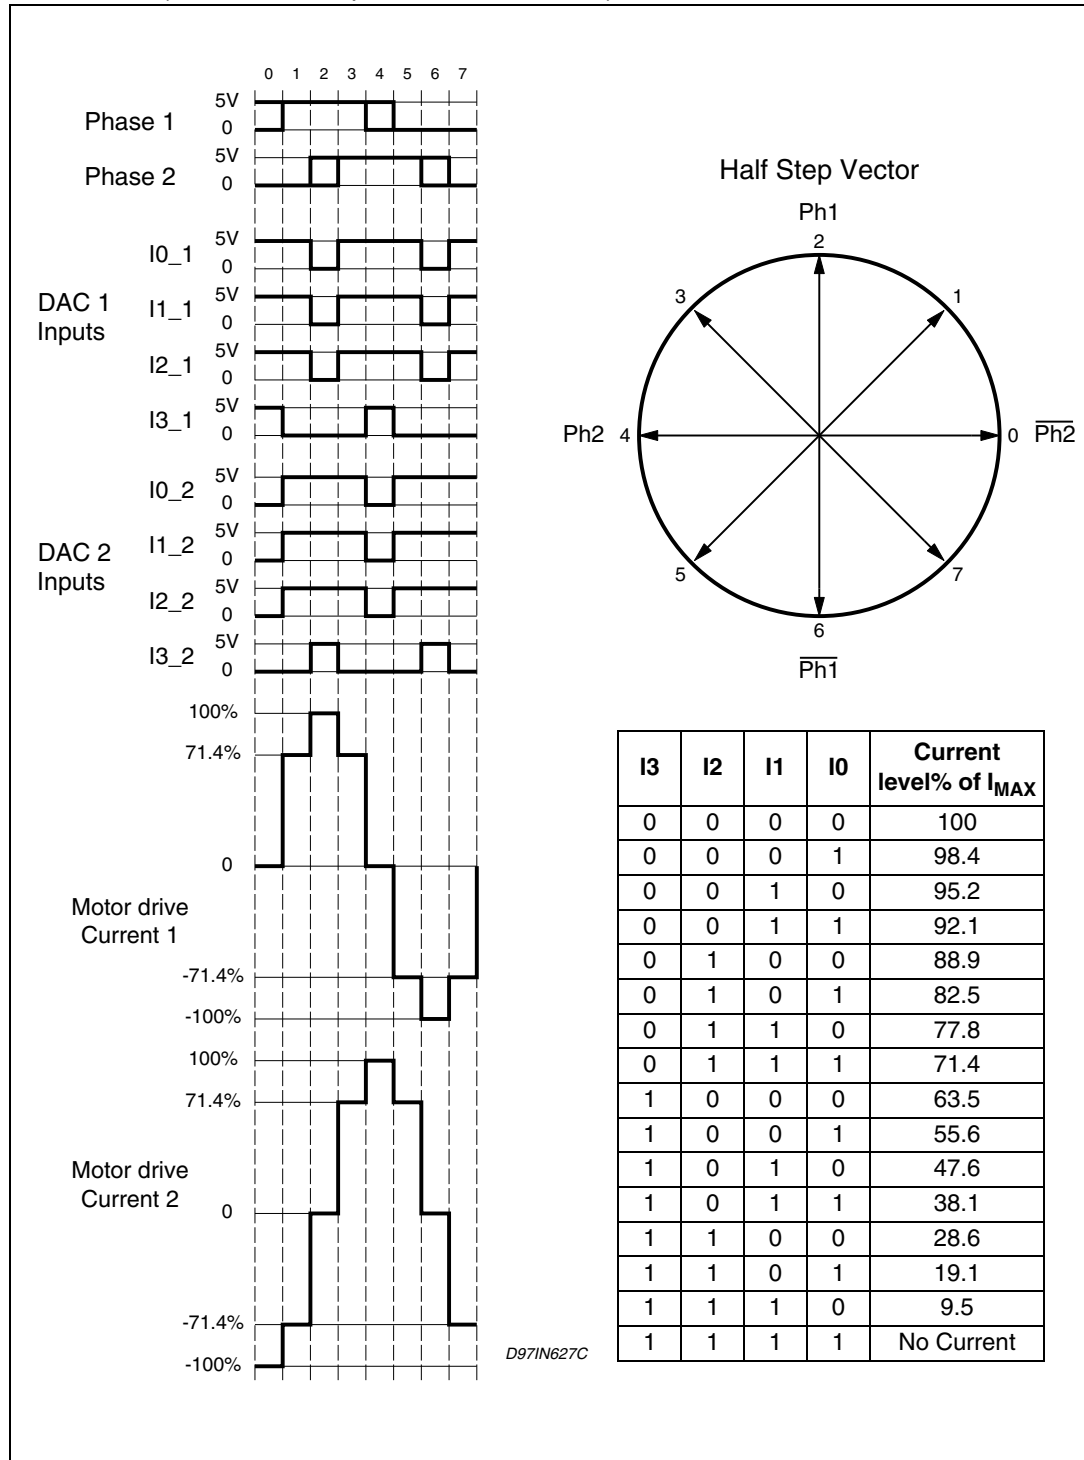 0 1 2 3 4 5 6 7
Phase 1
5V
0
Phase 2
5V
0
DAC 1
Inputs
I0_1
5V
0
I1_1
5V
0
I2_1
5V
0
I3_1
5V
0
DAC 2
Inputs
I0_2
5V
0
I1_2
5V
0
I2_2
5V
0
I3_2
5V
0
100%
71.4%
0
Motor drive
Current 1
-71.4%
-100%
100%
71.4%
Motor drive
Current 2
0
-71.4%
-100%
D97IN627C
Half Step Vector
Ph1
2
3
1
Ph2 4
0 Ph2
5
7
6
Ph1
I3 I2 I1 I0 Current level% of IMAX
0 0 0 0 100
0 0 0 1 98.4
0 0 1 0 95.2
0 0 1 1 92.1
0 1 0 0 88.9
0 1 0 1 82.5
0 1 1 0 77.8
0 1 1 1 71.4
1 0 0 0 63.5
1 0 0 1 55.6
1 0 1 0 47.6
1 0 1 1 38.1
1 1 0 0 28.6
1 1 0 1 19.1
1 1 1 0 9.5
1 1 1 1 No Current